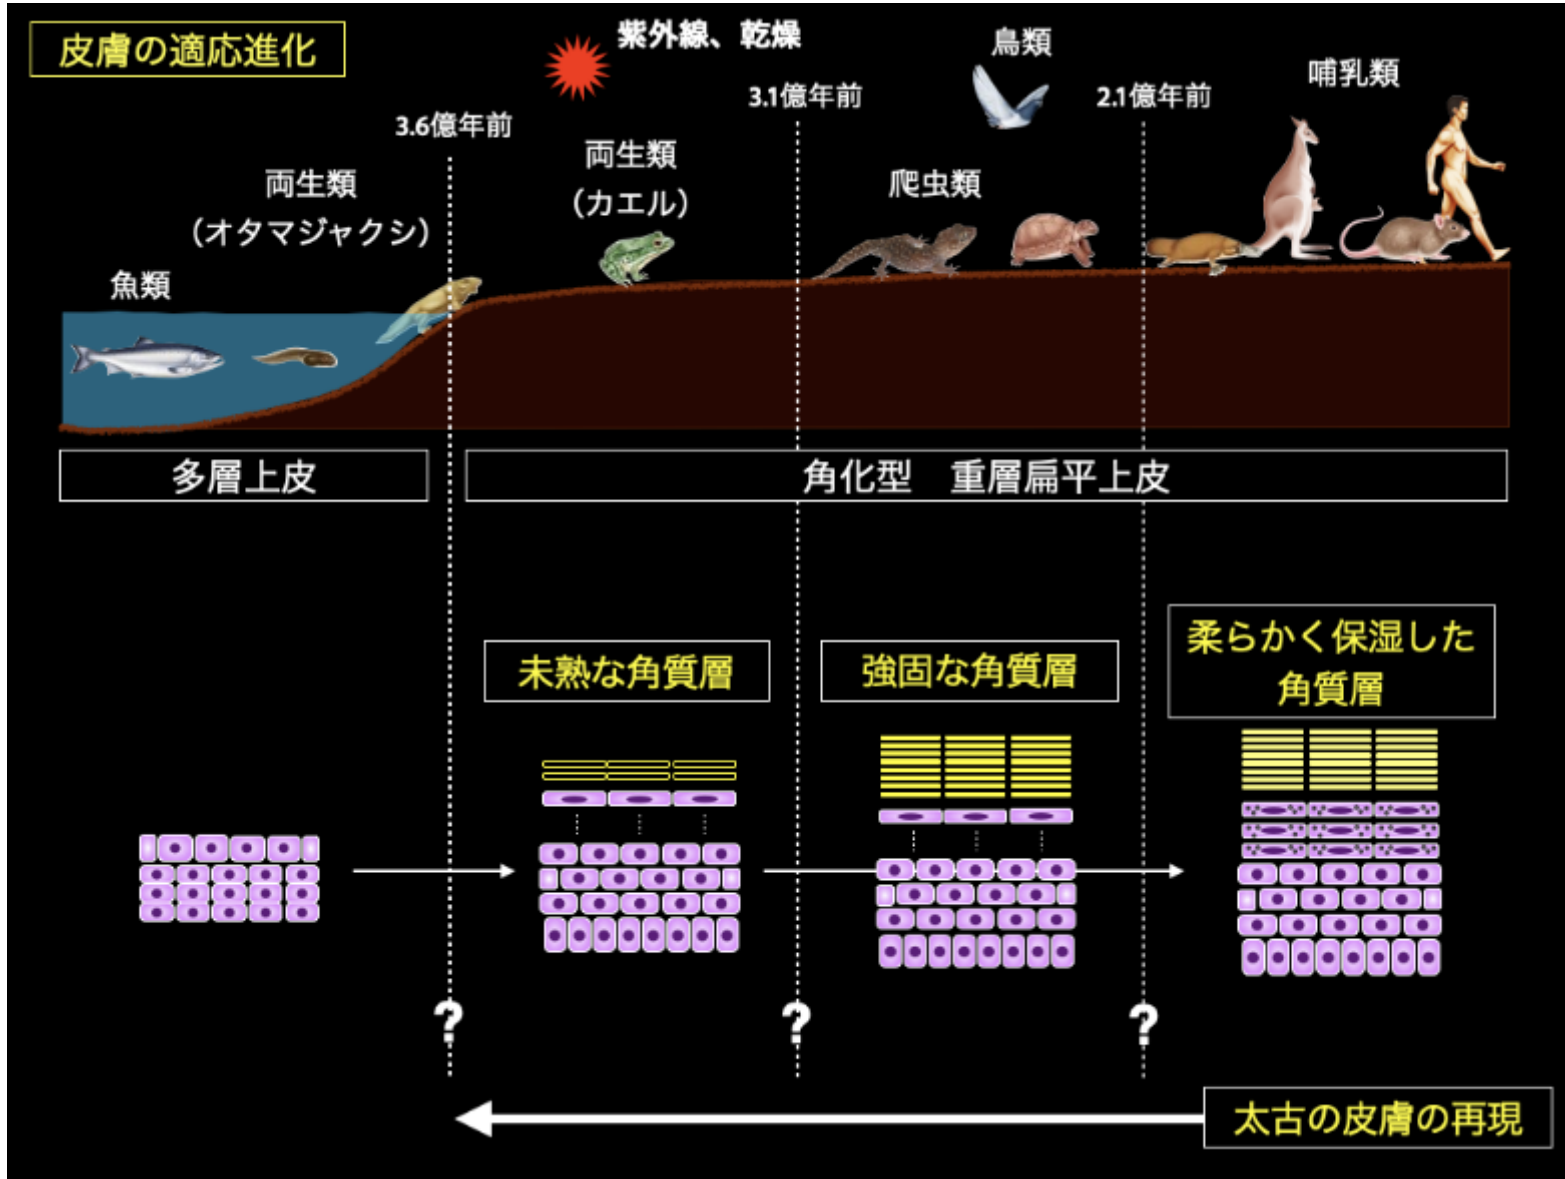 皮膚の適応進化
紫外線、乾燥
鳥類
哺乳類
3.1億年前
2.1億年前
3.6億年前
両生類
（カエル）
両生類
（オタマジャクシ）
爬虫類
魚類
多層上皮
角化型　重層扁平上皮
未熟な角質層
強固な角質層
柔らかく保湿した
角質層
?
?
?
太古の皮膚の再現